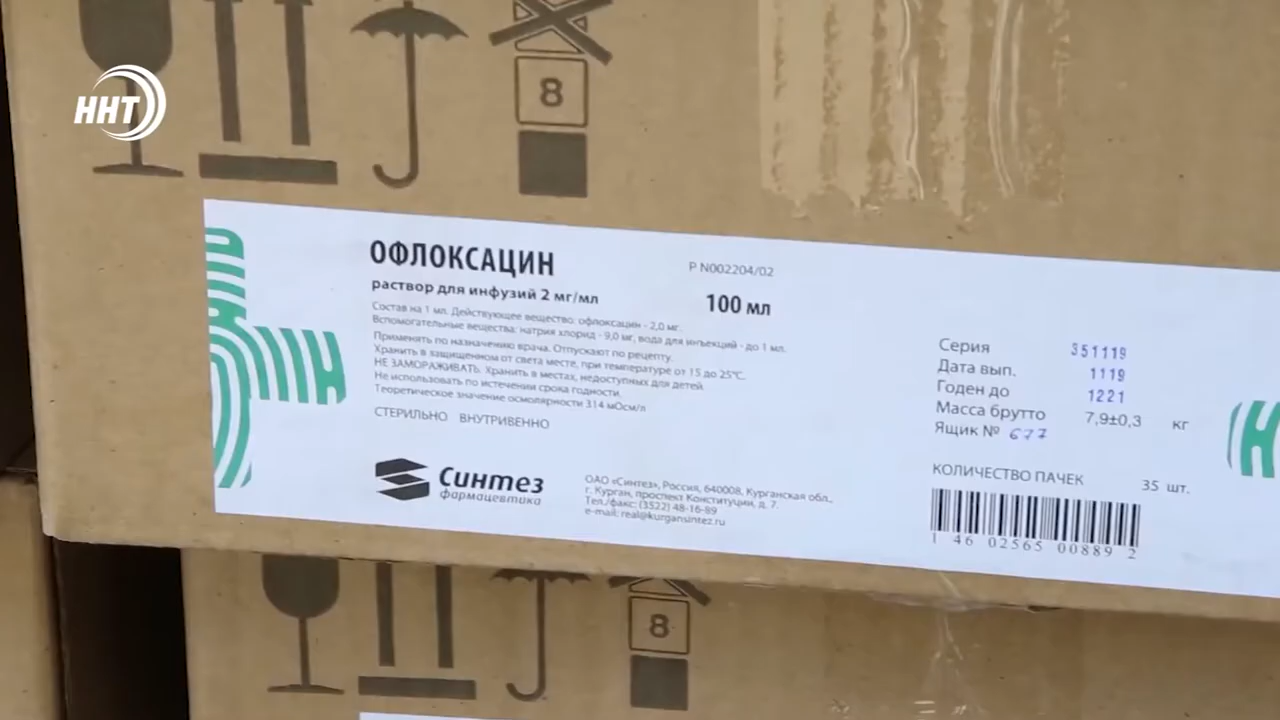 ННТ
8
ОФЛОКСАЦИН
P N002204/02
раствор для инфузий 2 мг/мл
100 мл
Состав на 1 мл. Действующее вещество: офлоксацин - 2,0 мг.
Вспомогательные вещества: натрия хлорид - 9,0 мг, вода для инъекций - до 1 мл.
Применять по назначению врача. Отпускают по рецепту.
Хранить в защищенном от света месте, при температуре от 15 до 25°С.
НЕ ЗАМОРАЖИВАТЬ. Хранить в местах, недоступных для детей.
Не использовать по истечении срока годности.
Теоретическое значение осмолярности 314 мОсм/л
СТЕРИЛЬНО ВНУТРИВЕННО
Синтез
фармацевтика
ОАО «Синтез», Россия, 640008, Курганская обл.,
г. Курган, проспект Конституции, д. 7.
Тел./факс: (3522) 48-16-89
e-mail: real@kurgansintez.ru
Серия 351119
Дата вып. 1119
Годен до 1221
Масса брутто 7,9±0,3 кг
Ящик № 677
КОЛИЧЕСТВО ПАЧЕК 35 шт.
1 46 02565 00889 2
8